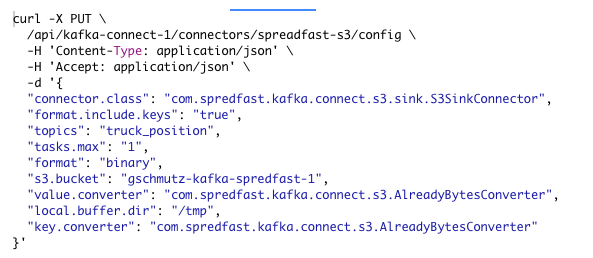 curl -X PUT \
/api/kafka-connect-1/connectors/spreadfast-s3/config \
-H 'Content-Type: application/json' \
-H 'Accept: application/json' \
-d '{
"connector.class": "com.spredfast.kafka.connect.s3.sink.S3SinkConnector",
"format.include.keys": "true",
"topics": "truck_position",
"tasks.max": "1",
"format": "binary",
"s3.bucket": "gschmutz-kafka-spredfast-1",
"value.converter": "com.spredfast.kafka.connect.s3.AlreadyBytesConverter",
"local.buffer.dir": "/tmp",
"key.converter": "com.spredfast.kafka.connect.s3.AlreadyBytesConverter"
}'